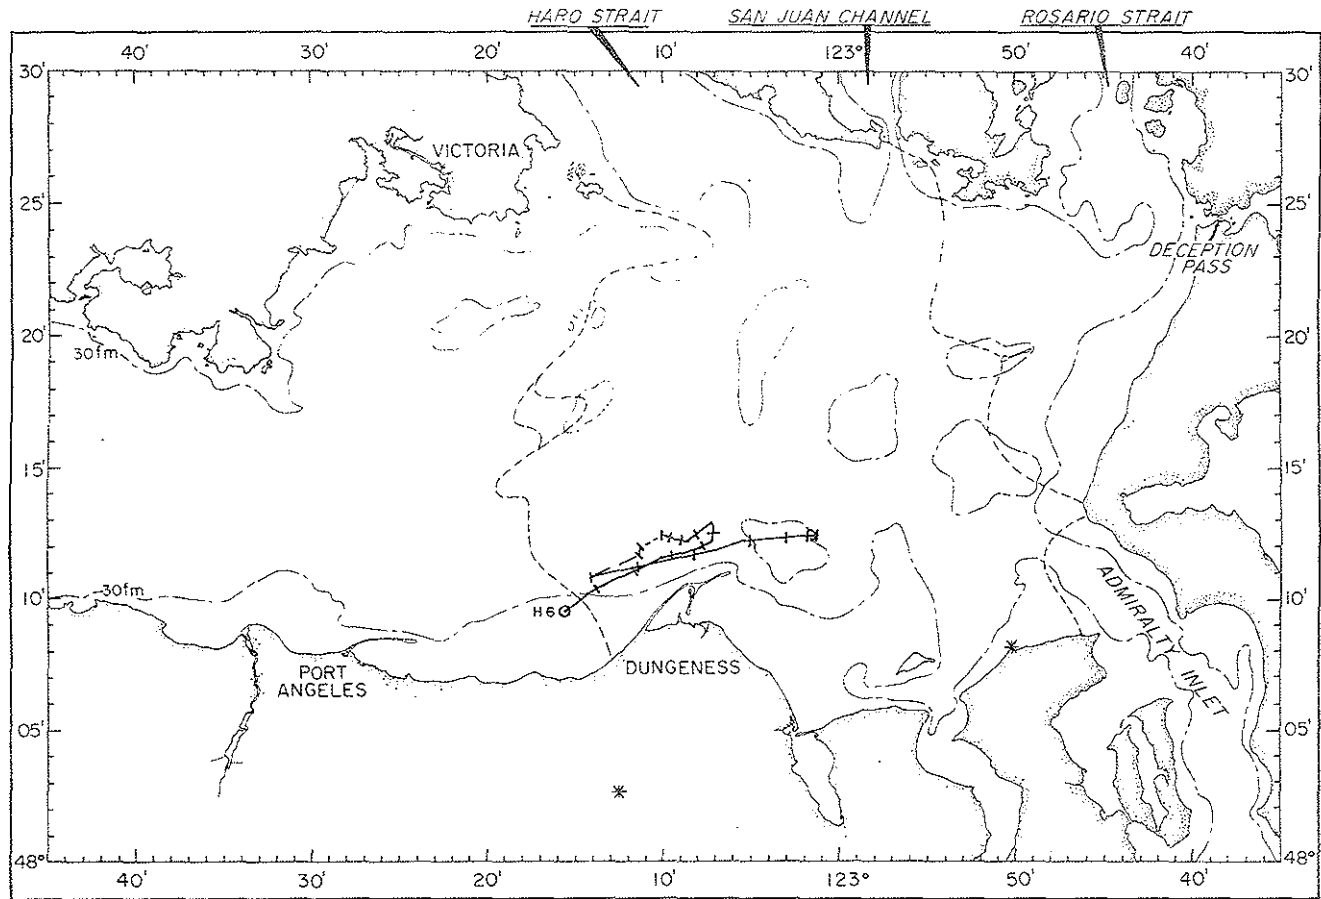 HARO STRAIT
SAN JUAN CHANNEL
ROSARIO STRAIT
40' 30' 20' 10' 123° 50' 40'
30' 30'
VICTORIA
25' 25'
DECEPTION
PASS
20' 20'
30fm
15' 15'
30fm
10' 10'
H6
ADMIRALTY INLET
PORT
ANGELES
DUNGENESS
05' 05'
48° 48°
40' 30' 20' 10' 123° 50' 40'